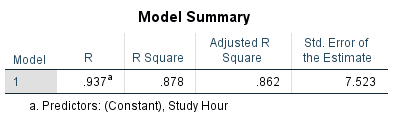 Model Summary
Model R R Square Adjusted R Square Std. Error of the Estimate
1 .937a .878 .862 7.523
a. Predictors: (Constant), Study Hour